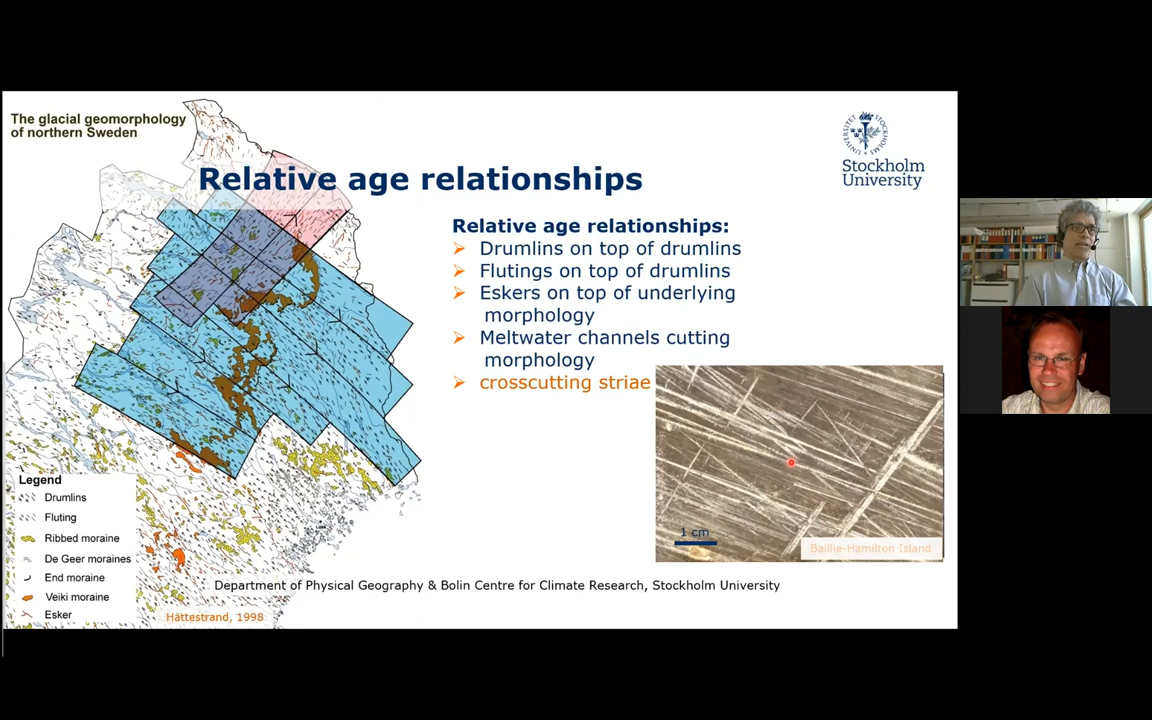 The glacial geomorphology
of northern Sweden
Stockholm
University
Relative age relationships
Relative age relationships:
Drumlins on top of drumlins
Flutings on top of drumlins
Eskers on top of underlying
morphology
Meltwater channels cutting
morphology
crosscutting striae
1 cm
Baillie-Hamilton Island
Legend
Drumlins
Fluting
Ribbed moraine
De Geer moraines
End moraine
Veiki moraine
Esker
Department of Physical Geography & Bolin Centre for Climate Research, Stockholm University
Hättestrand, 1998